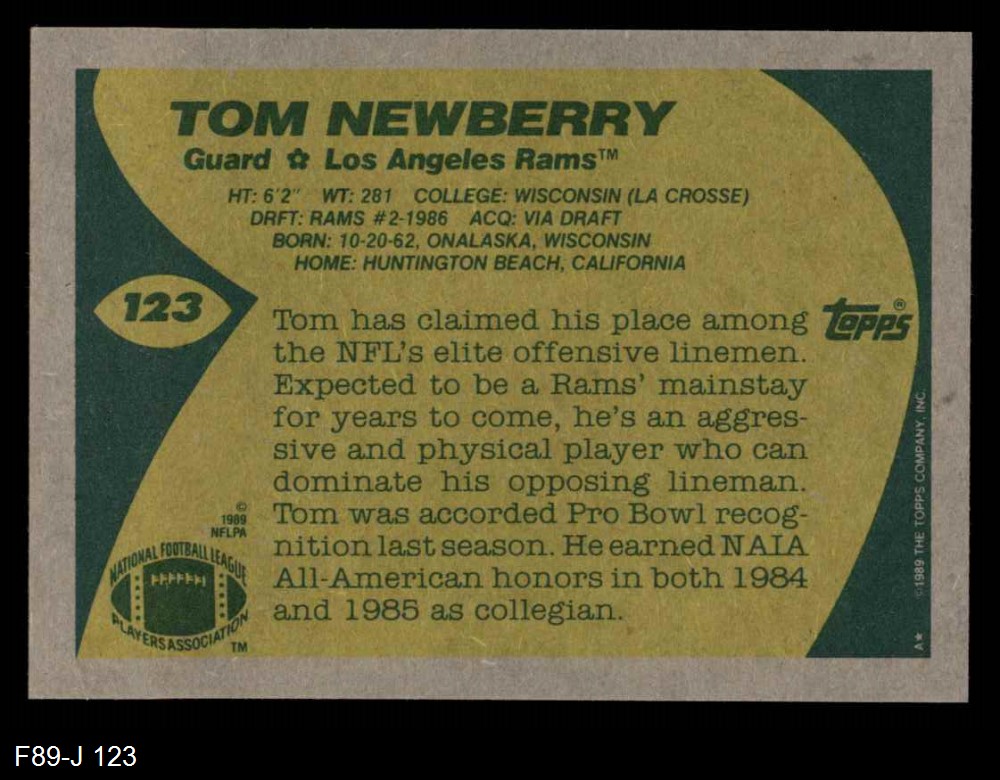 TOM NEWBERRY
Guard ✿ Los Angeles Rams™
HT: 6'2" WT: 281 COLLEGE: WISCONSIN (LA CROSSE)
DRFT: RAMS #2-1986 ACQ: VIA DRAFT
BORN: 10-20-62, ONALASKA, WISCONSIN
HOME: HUNTINGTON BEACH, CALIFORNIA
123
Tom has claimed his place among
the NFL's elite offensive linemen.
Expected to be a Rams' mainstay
for years to come, he's an aggres-
sive and physical player who can
dominate his opposing lineman.
Tom was accorded Pro Bowl recog-
nition last season. He earned NAIA
All-American honors in both 1984
and 1985 as collegian.
topps®
©1989 THE TOPPS COMPANY, INC.
A★
©
1989
NFLPA
NATIONAL FOOTBALL LEAGUE
PLAYERS ASSOCIATION
TM
F89-J 123